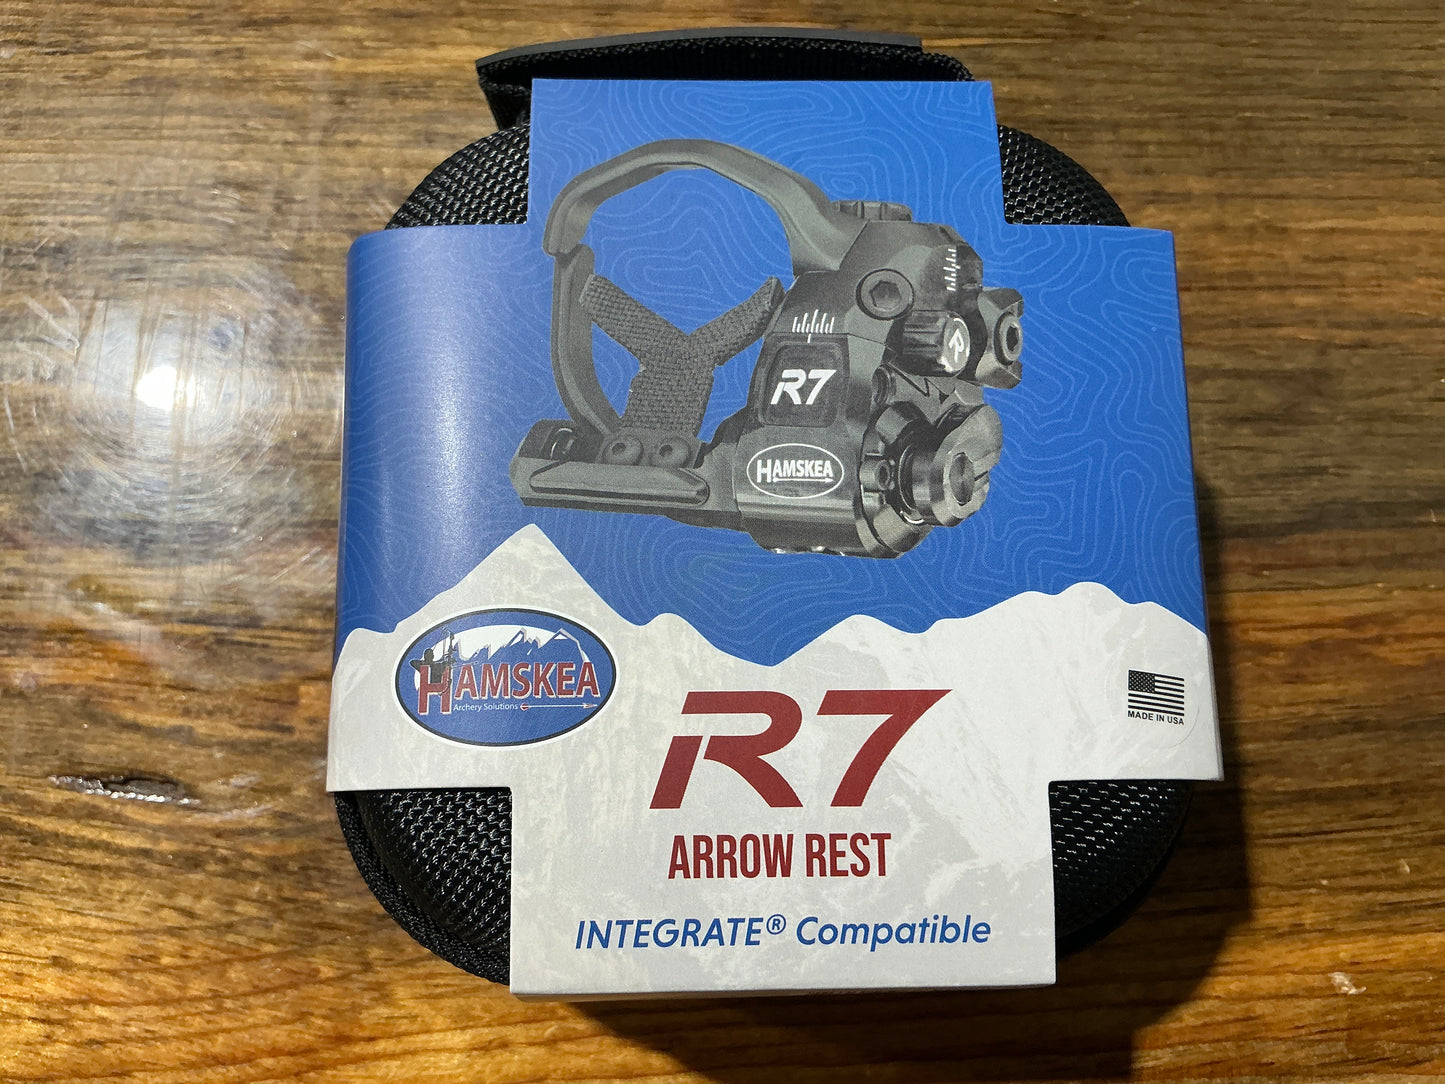 R7
HAMSKEA
HAMSKEA
Archery Solutions
MADE IN USA
R7
ARROW REST
INTEGRATE® Compatible